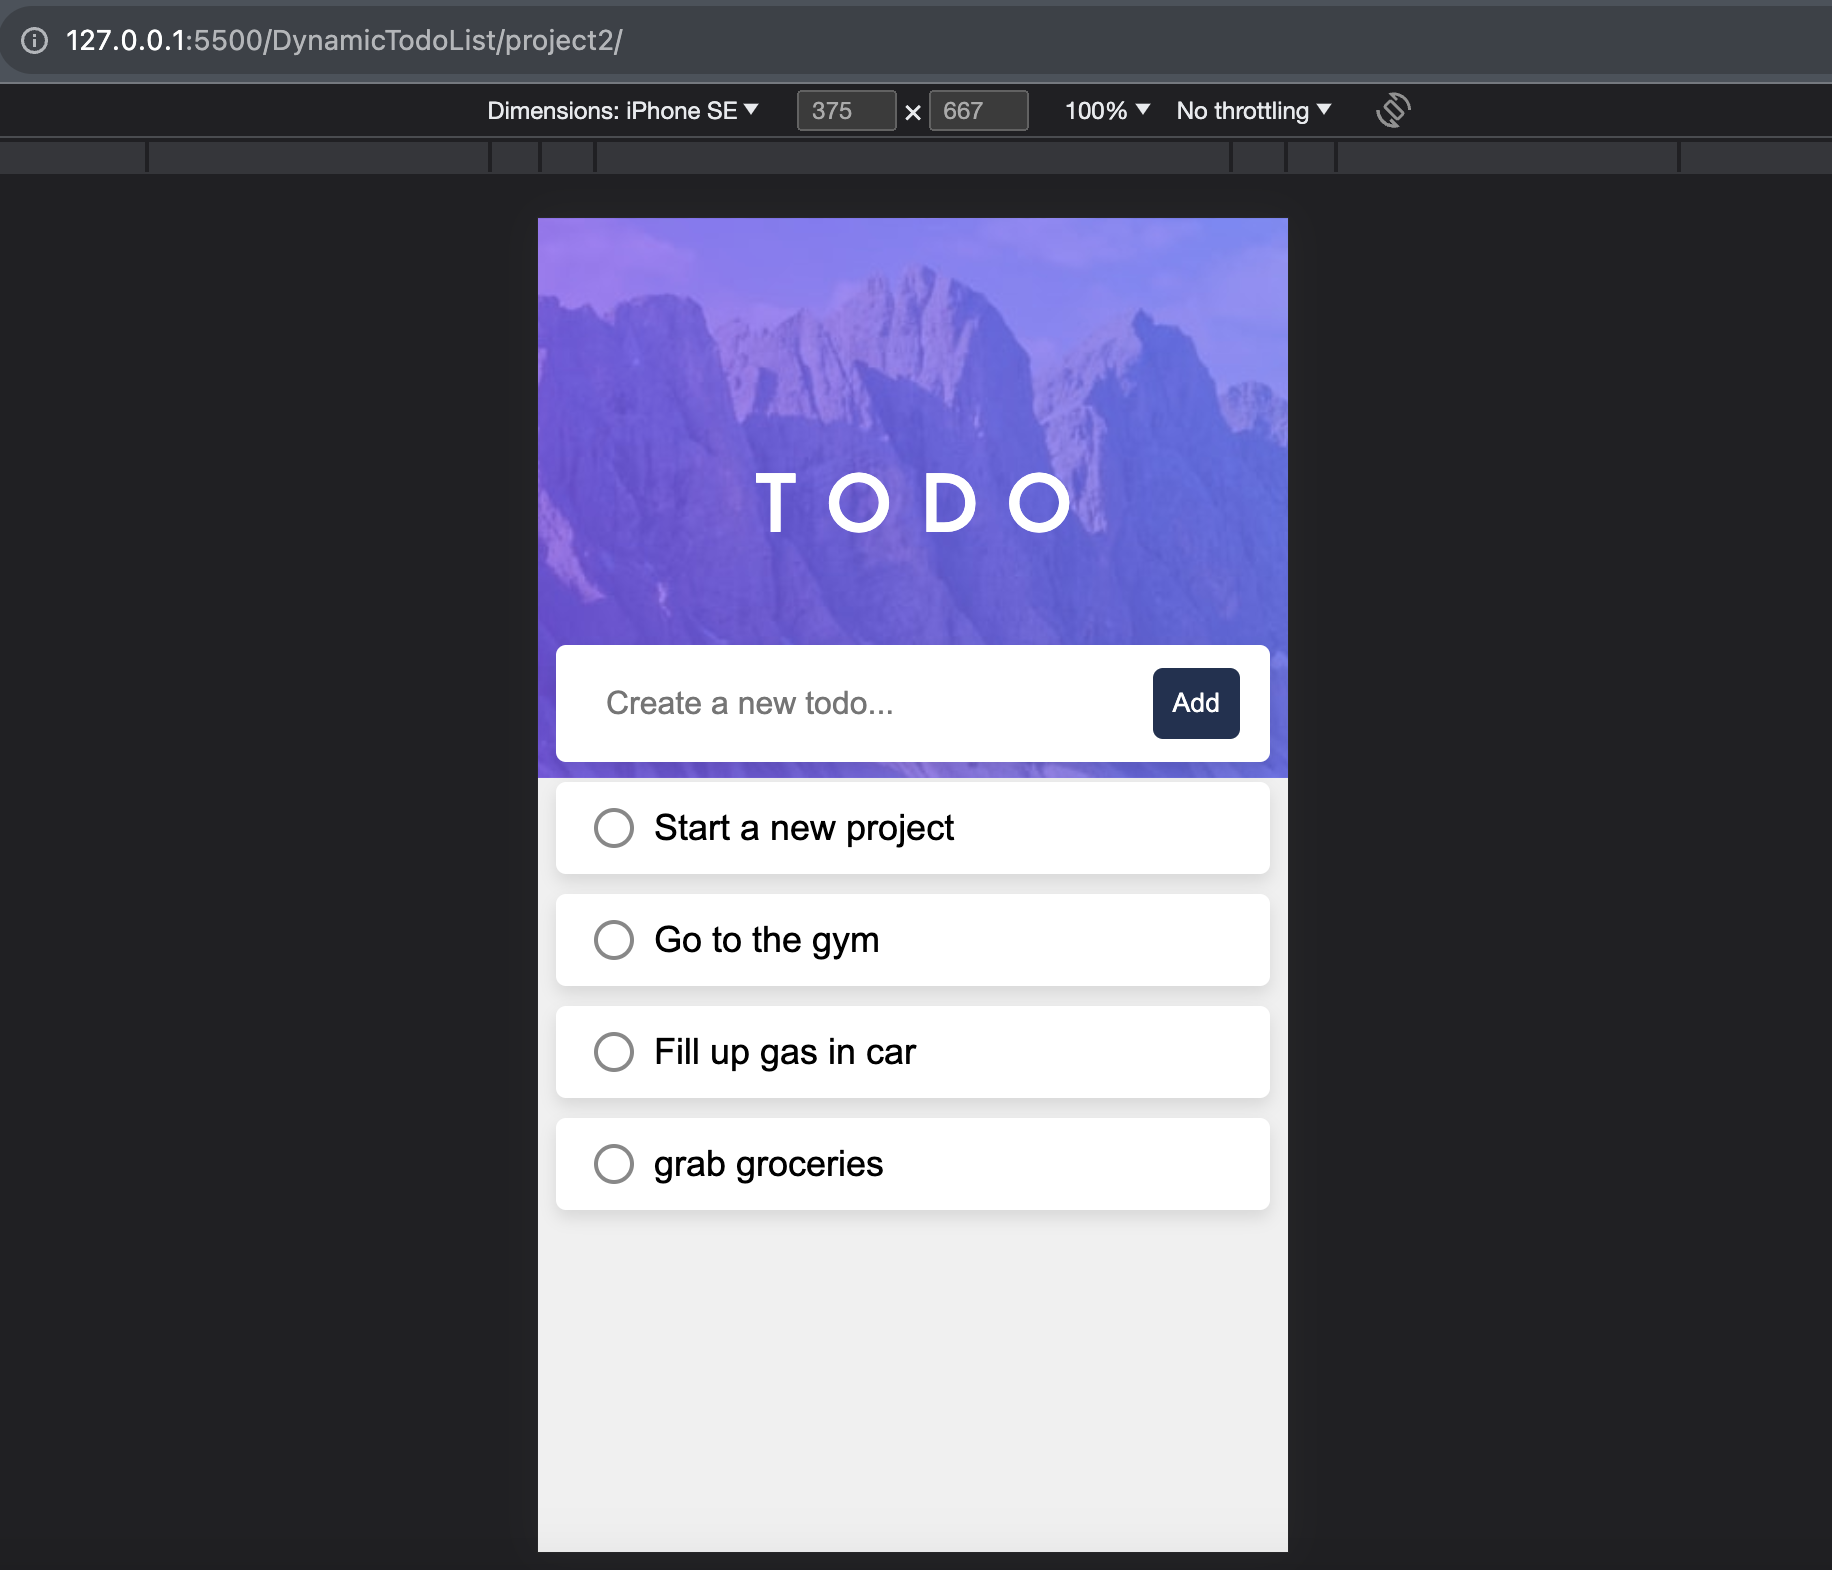 127.0.0.1:5500/DynamicTodoList/project2/
Dimensions: iPhone SE 375 × 667 100% No throttling
TODO
Create a new todo... Add
Start a new project
Go to the gym
Fill up gas in car
grab groceries